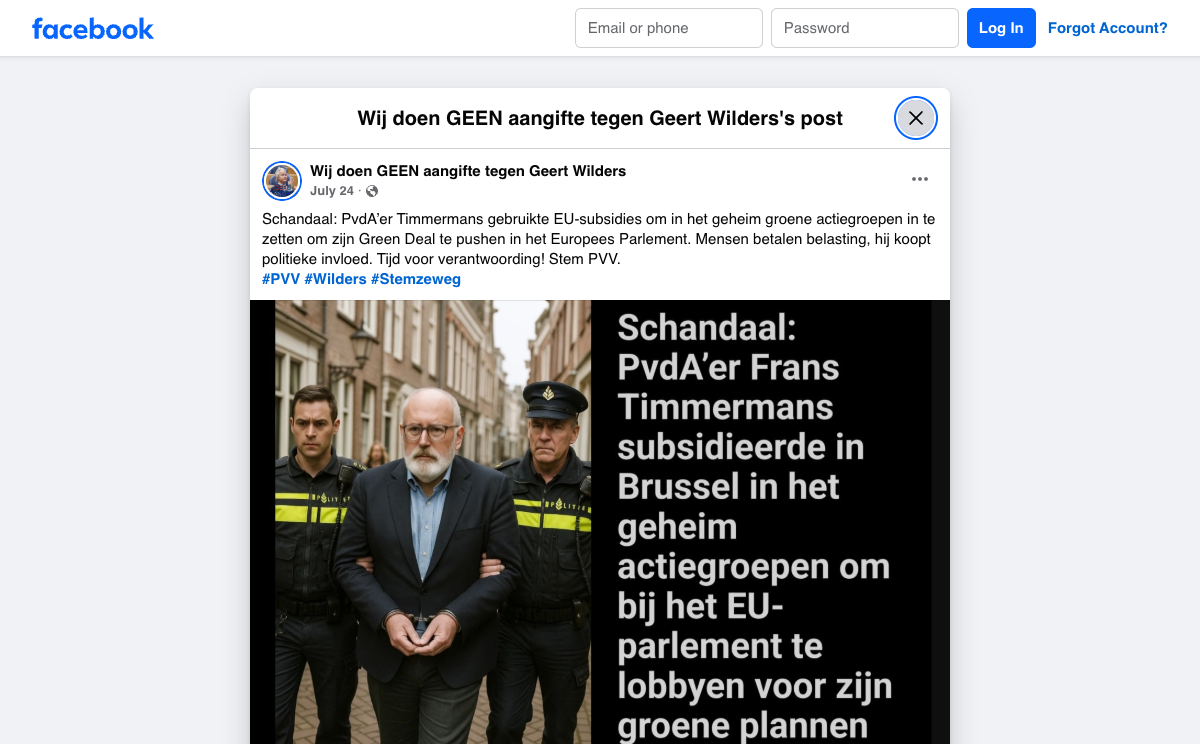 facebook
Email or phone
Password
Log In
Forgot Account?
Wij doen GEEN aangifte tegen Geert Wilders's post
Wij doen GEEN aangifte tegen Geert Wilders
July 24 ·
Schandaal: PvdA’er Timmermans gebruikte EU-subsidies om in het geheim groene actiegroepen in te
zetten om zijn Green Deal te pushen in het Europees Parlement. Mensen betalen belasting, hij koopt
politieke invloed. Tijd voor verantwoording! Stem PVV.
#PVV #Wilders #Stemzeweg
Schandaal:
PvdA’er Frans
Timmermans
subsidieerde in
Brussel in het
geheim
actiegroepen om
bij het EU-
parlement te
lobbyen voor zijn
groene plannen